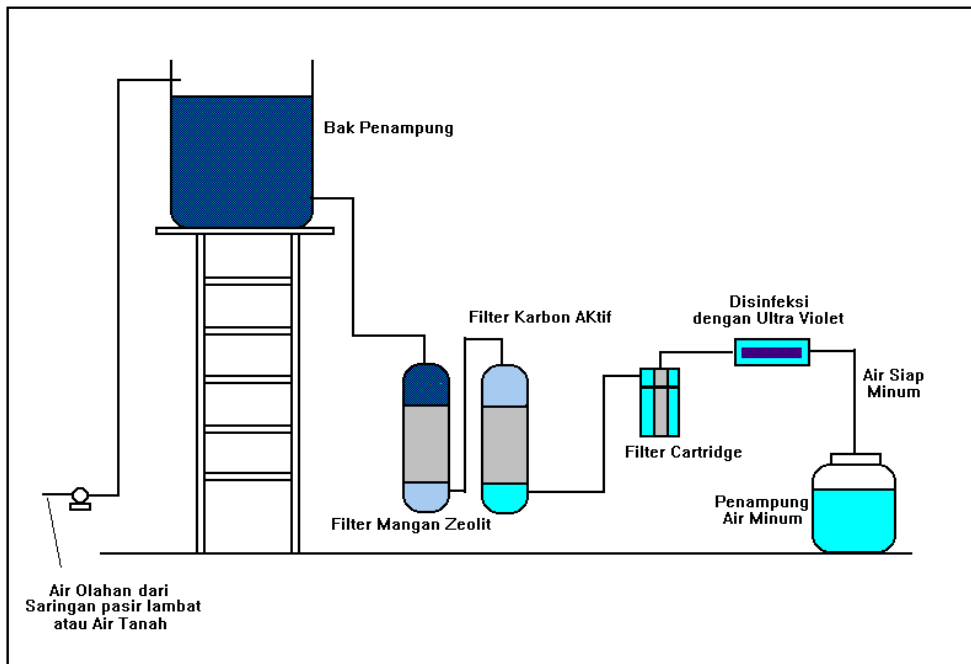 Bak Penampung
Filter Karbon AKtif
Disinfeksi
dengan Ultra Violet
Air Siap
Minum
Filter Cartridge
Penampung
Air Minum
Filter Mangan Zeolit
Air Olahan dari
Saringan pasir lambat
atau Air Tanah